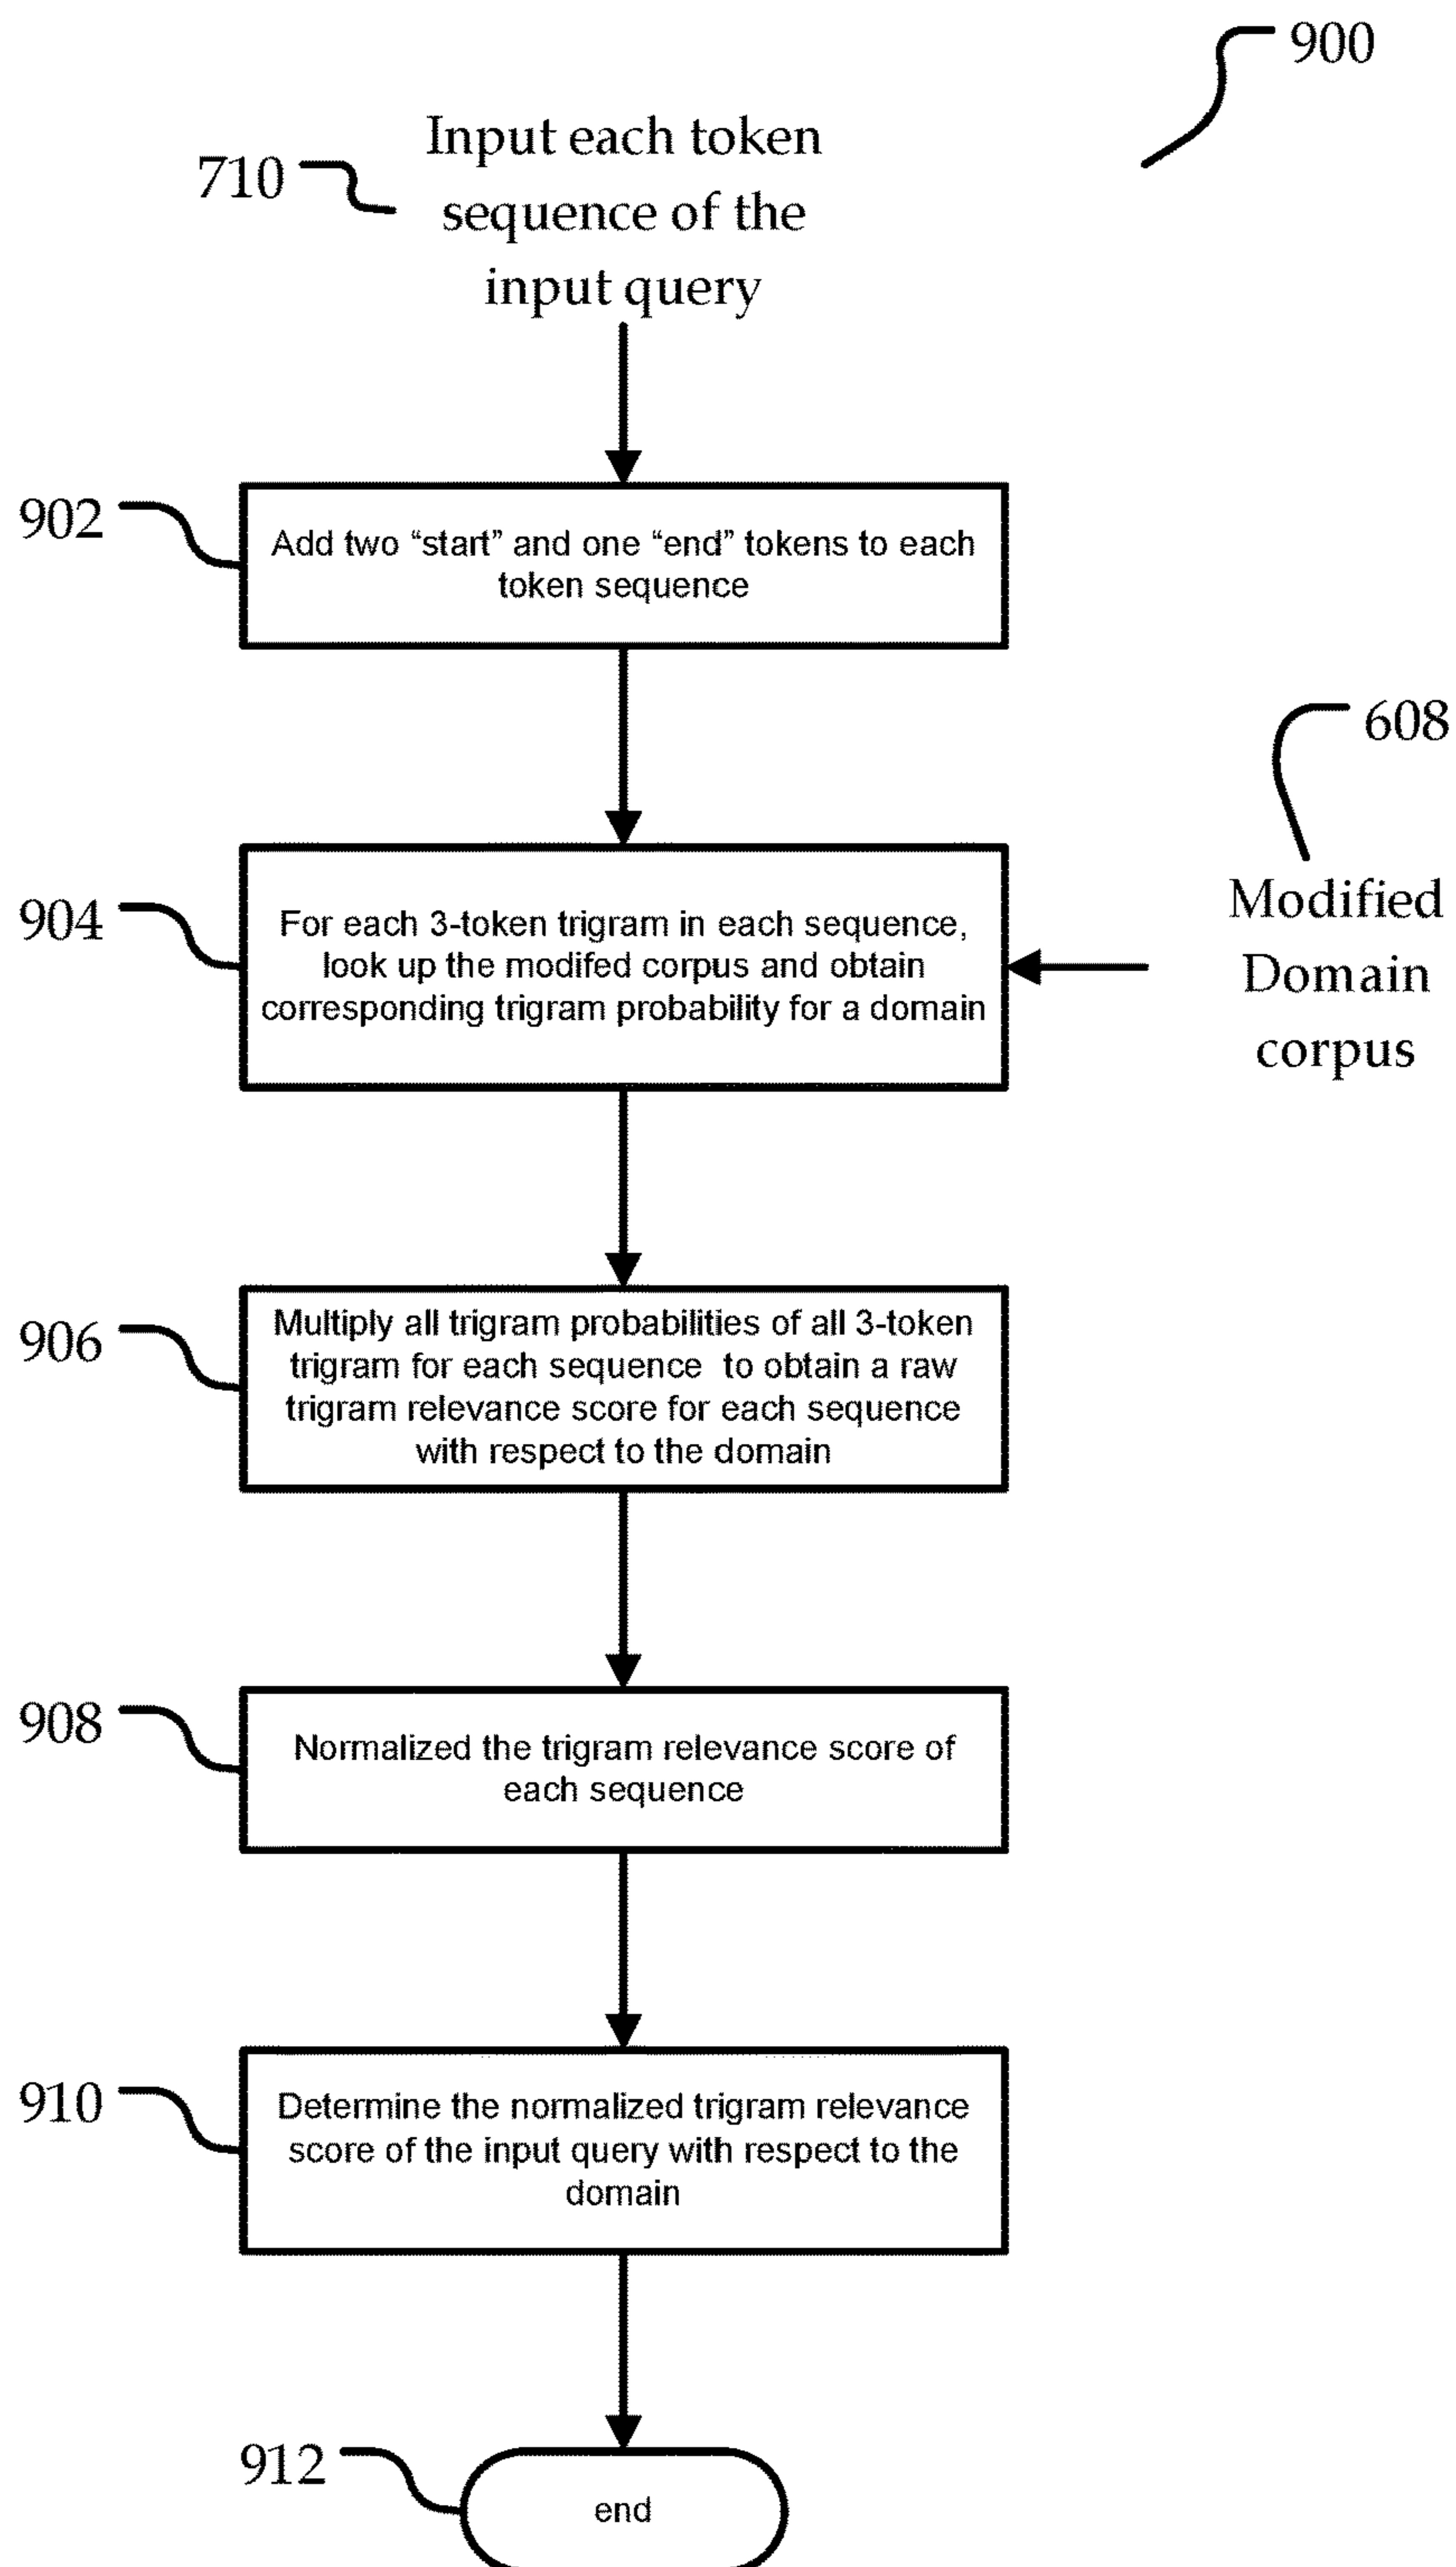 900
Input each token
710
sequence of the
input query
902
Add two “start” and one “end” tokens to each
token sequence
608
Modified
Domain
corpus
904
For each 3-token trigram in each sequence,
look up the modifed corpus and obtain
corresponding trigram probability for a domain
906
Multiply all trigram probabilities of all 3-token
trigram for each sequence to obtain a raw
trigram relevance score for each sequence
with respect to the domain
908
Normalized the trigram relevance score of
each sequence
910
Determine the normalized trigram relevance
score of the input query with respect to the
domain
912
end